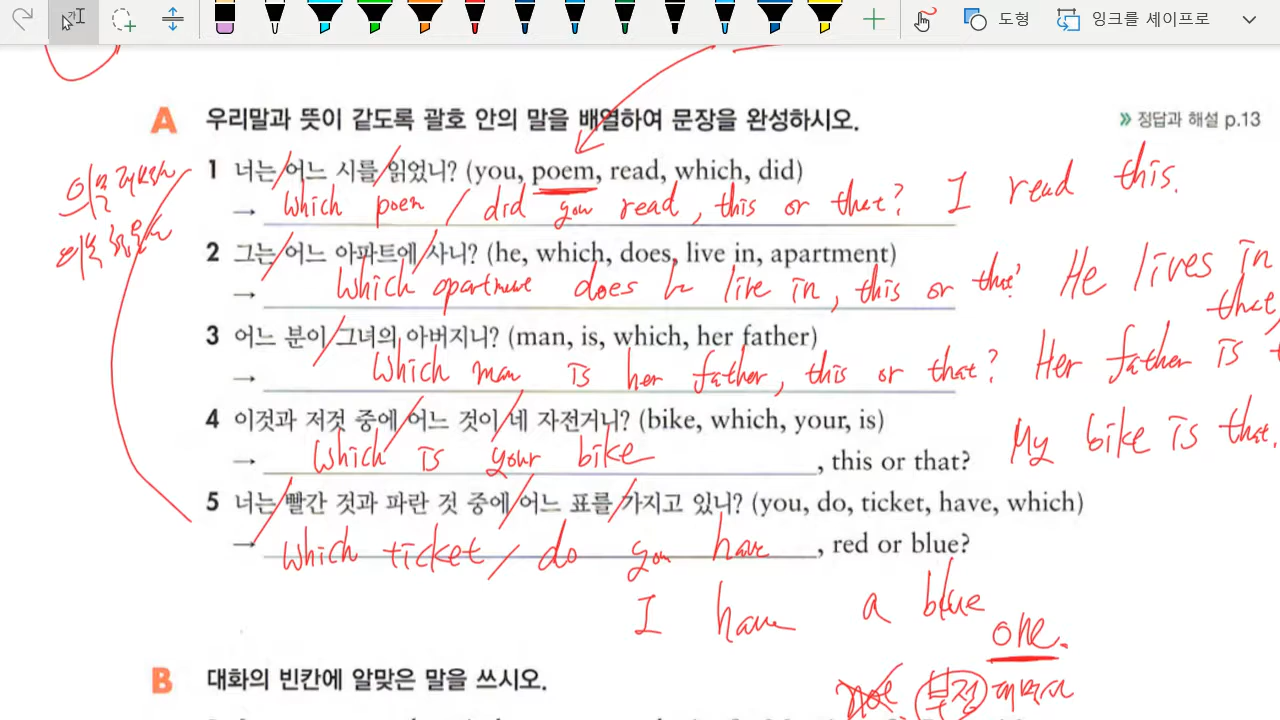 도형 잉크를 셰이프로
A 우리말과 뜻이 같도록 괄호 안의 말을 배열하여 문장을 완성하시오.
» 정답과 해설 p.13
1 너는/어느 시를/읽었니? (you, poem, read, which, did)
→ which poem / did you read, this or that? I read this.
2 그는/어느 아파트에/사니? (he, which, does, live in, apartment)
→ Which apartment does he live in, this or that? He lives in that,
3 어느 분이/그녀의 아버지니? (man, is, which, her father)
→ Which man is her father, this or that? Her father is
4 이것과 저것 중에/어느 것이/네 자전거니? (bike, which, your, is)
→ Which is your bike , this or that? My bike is that.
5 너는/빨간 것과 파란 것 중에/어느 표를/가지고 있니? (you, do, ticket, have, which)
→ which ticket / do you have , red or blue?
I have a blue one.
not 부정 대명사
B 대화의 빈칸에 알맞은 말을 쓰시오.